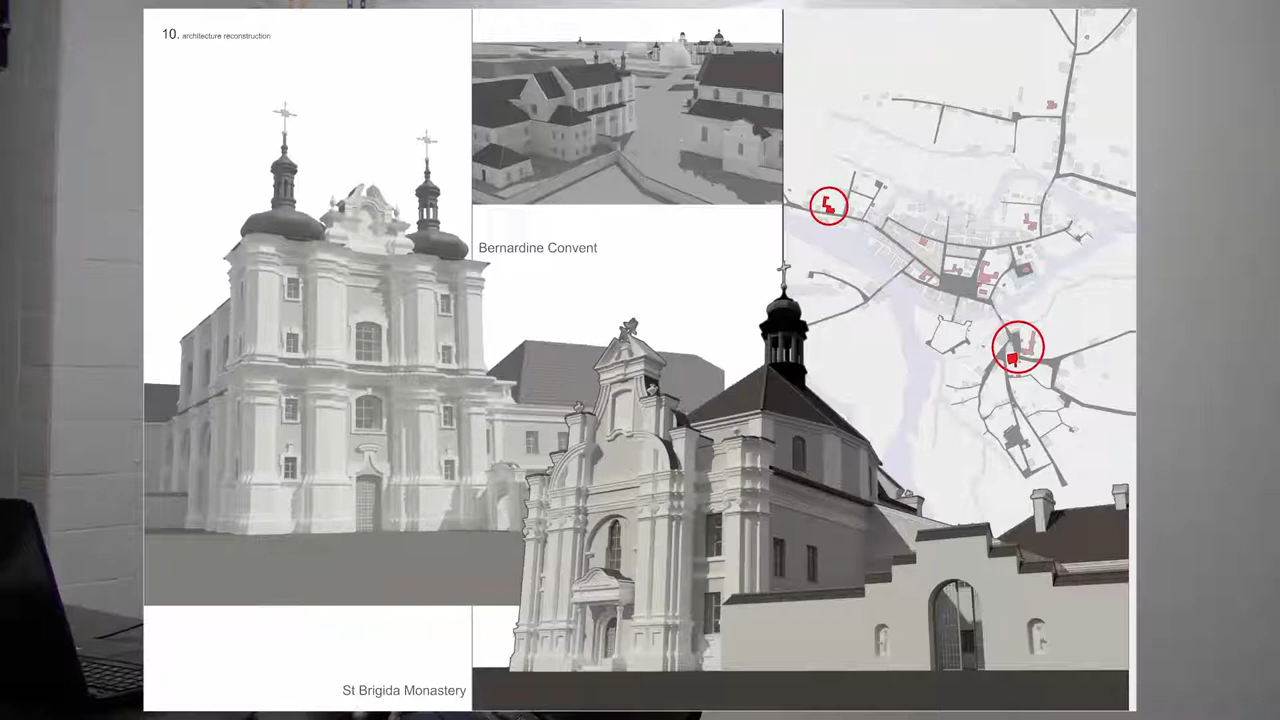 10. architecture reconstruction
Bernardine Convent
St Brigida Monastery